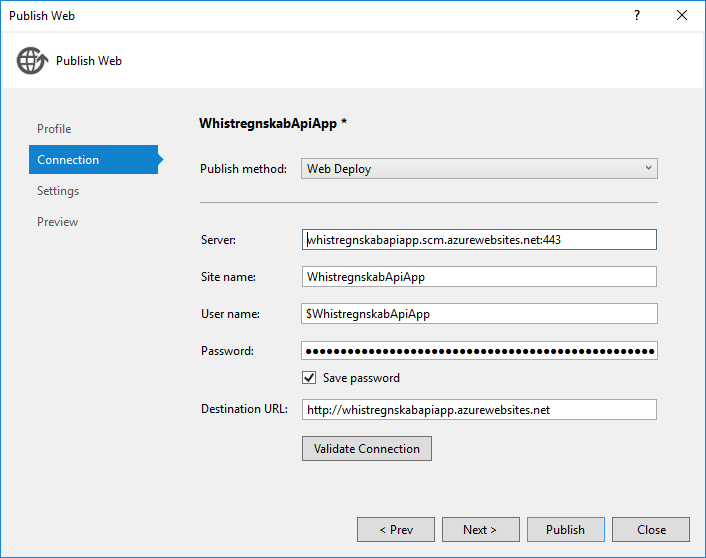 Publish Web
?
Publish Web
Profile
Connection
Settings
Preview
WhistregnskabApiApp *
Publish method: Web Deploy
Server: whistregnskabapiapp.scm.azurewebsites.net:443
Site name: WhistregnskabApiApp
User name: $WhistregnskabApiApp
Password:
Save password
Destination URL: http://whistregnskabapiapp.azurewebsites.net
Validate Connection
< Prev Next > Publish Close